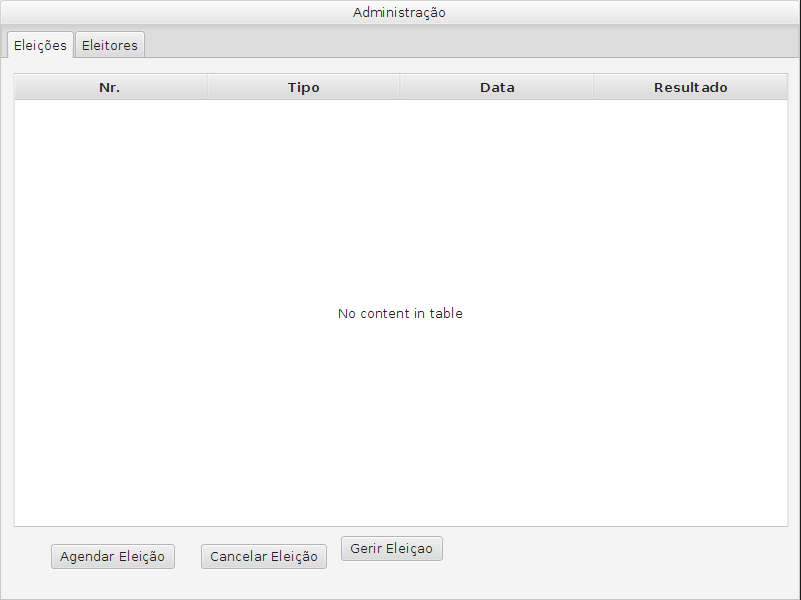 Administração
Eleições Eleitores
Nr. Tipo Data Resultado
No content in table
Agendar Eleição Cancelar Eleição Gerir Eleiçao